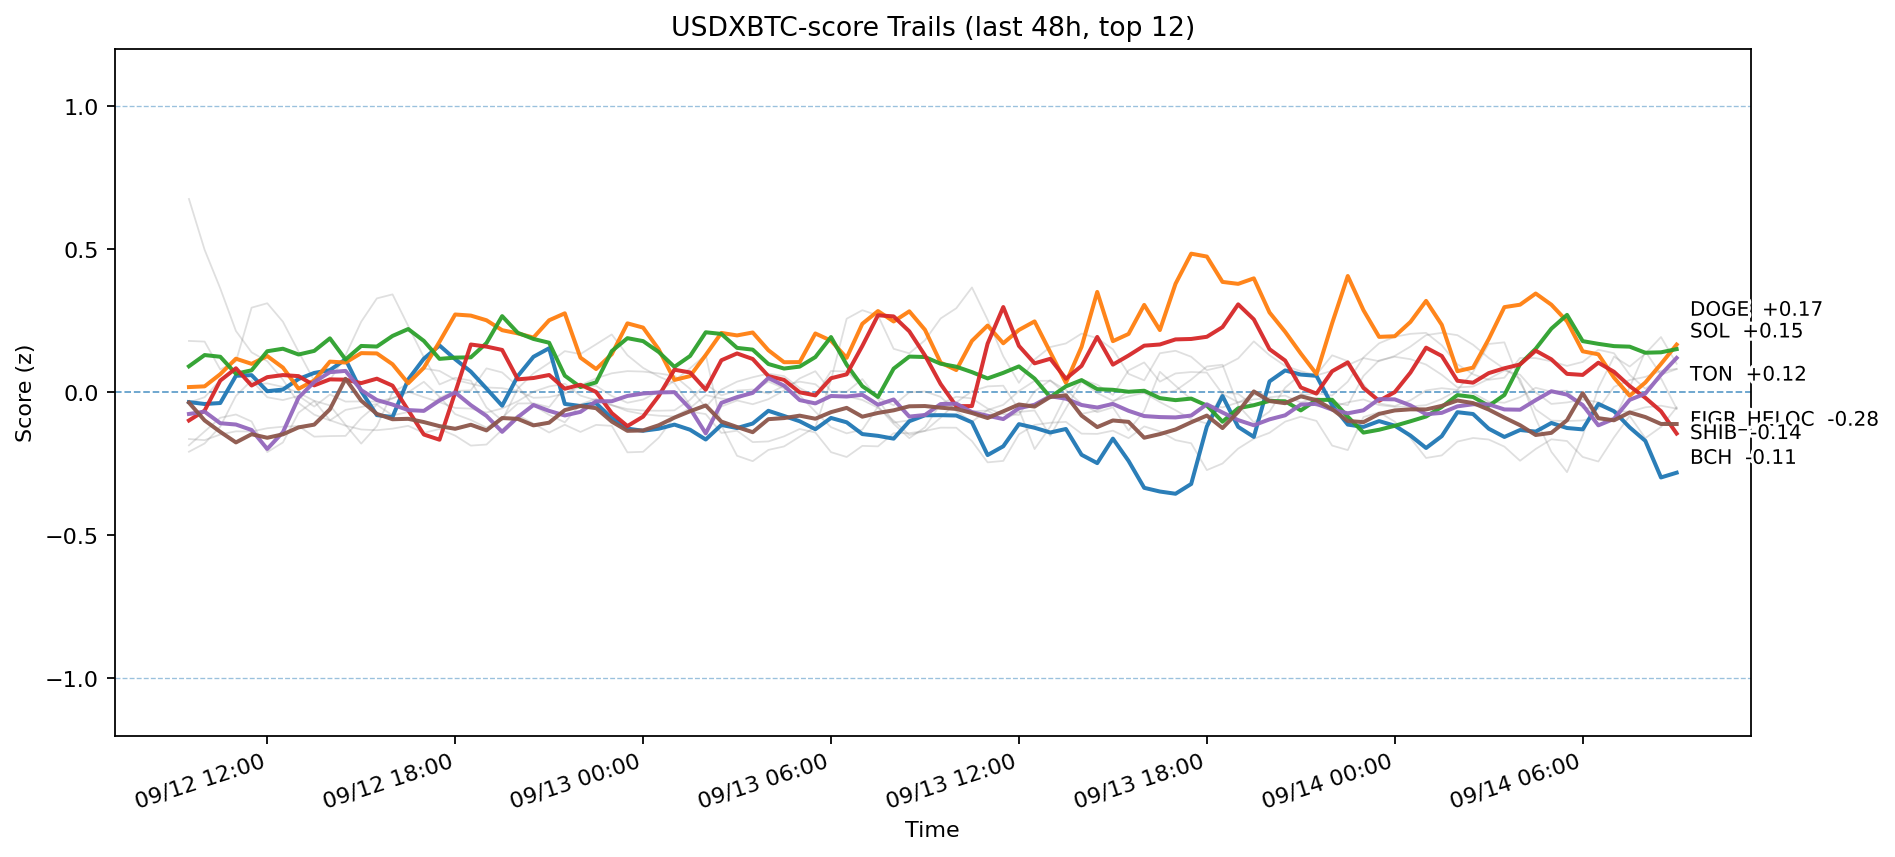 USDXBTC-score Trails (last 48h, top 12)
Score (z)
1.0
0.5
0.0
−0.5
−1.0
DOGE +0.17
SOL +0.15
TON +0.12
FIGR_HELOC -0.28
SHIB -0.14
BCH -0.11
09/12 12:00
09/12 18:00
09/13 00:00
09/13 06:00
09/13 12:00
09/13 18:00
09/14 00:00
09/14 06:00
Time